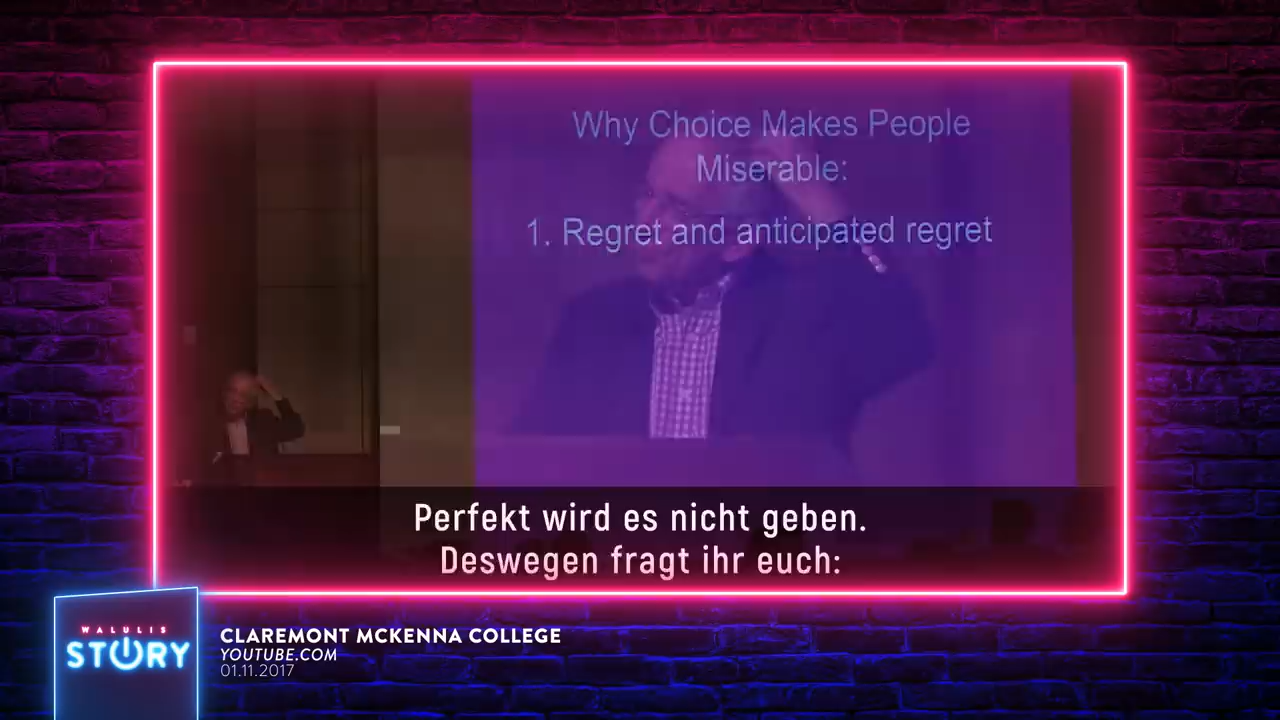 Why Choice Makes People
Miserable:
1. Regret and anticipated regret
Perfekt wird es nicht geben.
Deswegen fragt ihr euch:
WALULIS
STORY
CLAREMONT MCKENNA COLLEGE
YOUTUBE.COM
01.11.2017